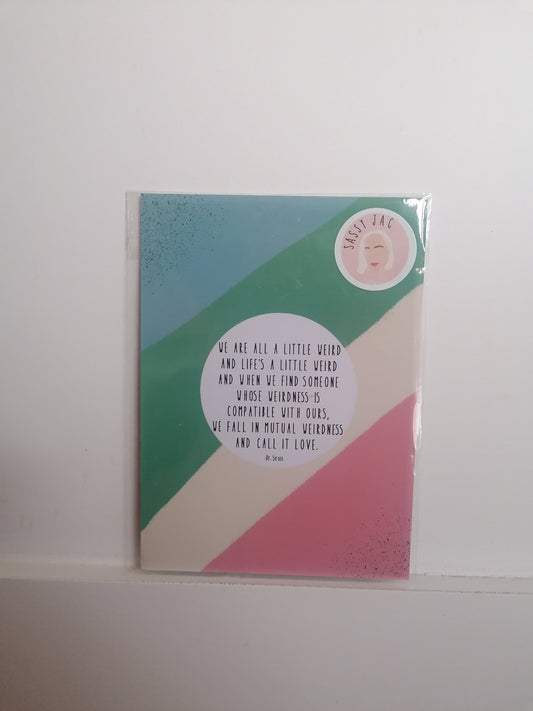 SASSY JAC
WE ARE ALL A LITTLE WEIRD
AND LIFE'S A LITTLE WEIRD
AND WHEN WE FIND SOMEONE
WHOSE WEIRDNESS IS
COMPATIBLE WITH OURS,
WE FALL IN MUTUAL WEIRDNESS
AND CALL IT LOVE.
-Dr. Seuss